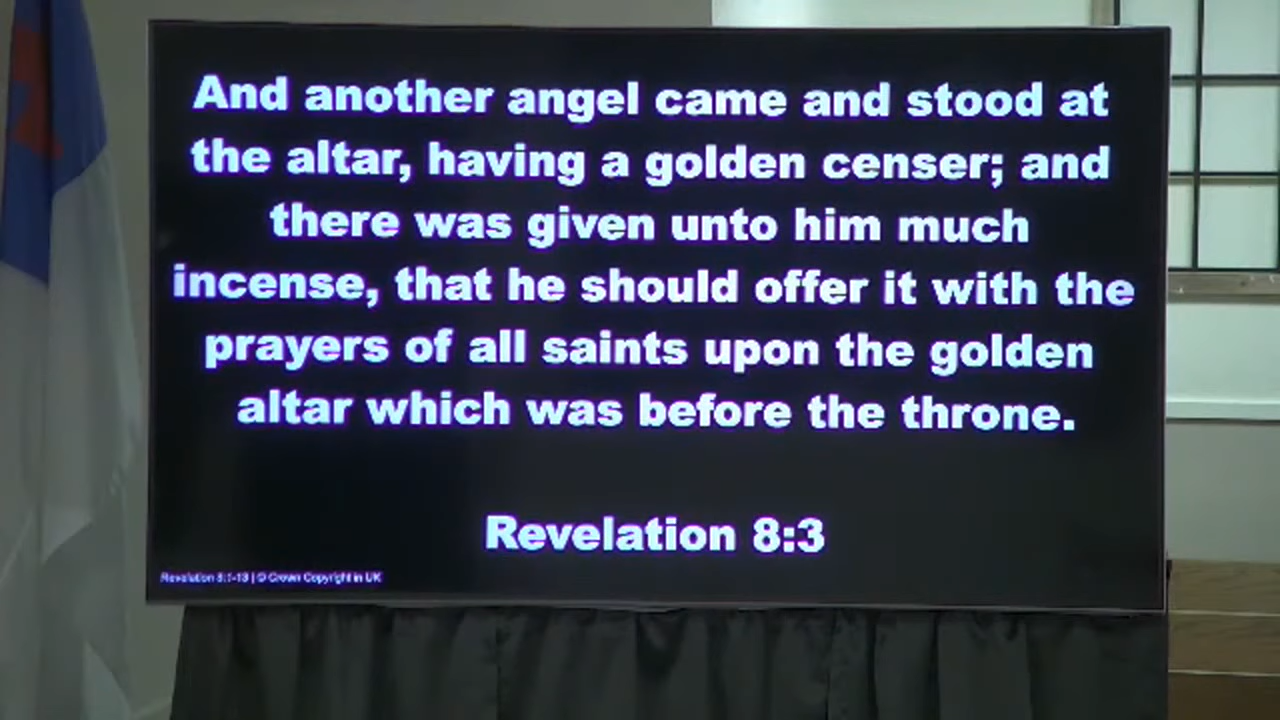 And another angel came and stood at
the altar, having a golden censer; and
there was given unto him much
incense, that he should offer it with the
prayers of all saints upon the golden
altar which was before the throne.
Revelation 8:3
Revelation 8:1-13 | © Crown Copyright in UK